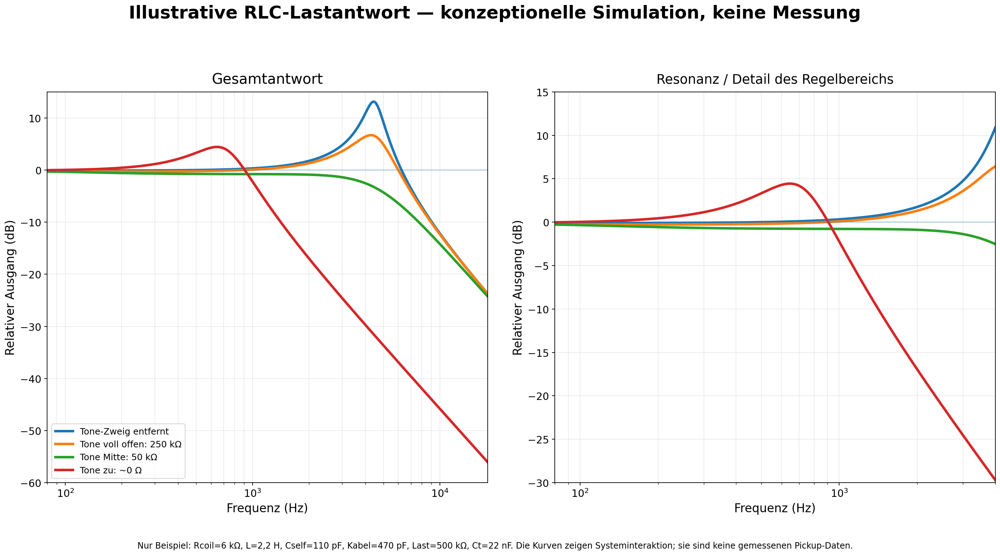 Illustrative RLC-Lastantwort — konzeptionelle Simulation, keine Messung
Gesamtantwort
Relativer Ausgang (dB)
10
0
−10
−20
−30
−40
−50
−60
Tone-Zweig entfernt
Tone voll offen: 250 kΩ
Tone Mitte: 50 kΩ
Tone zu: ~0 Ω
10²
10³
10⁴
Frequenz (Hz)
Resonanz / Detail des Regelbereichs
Relativer Ausgang (dB)
15
10
5
0
−5
−10
−15
−20
−25
−30
10²
10³
Frequenz (Hz)
Nur Beispiel: Rcoil=6 kΩ, L=2,2 H, Cself=110 pF, Kabel=470 pF, Last=500 kΩ, Ct=22 nF. Die Kurven zeigen Systeminteraktion; sie sind keine gemessenen Pickup-Daten.